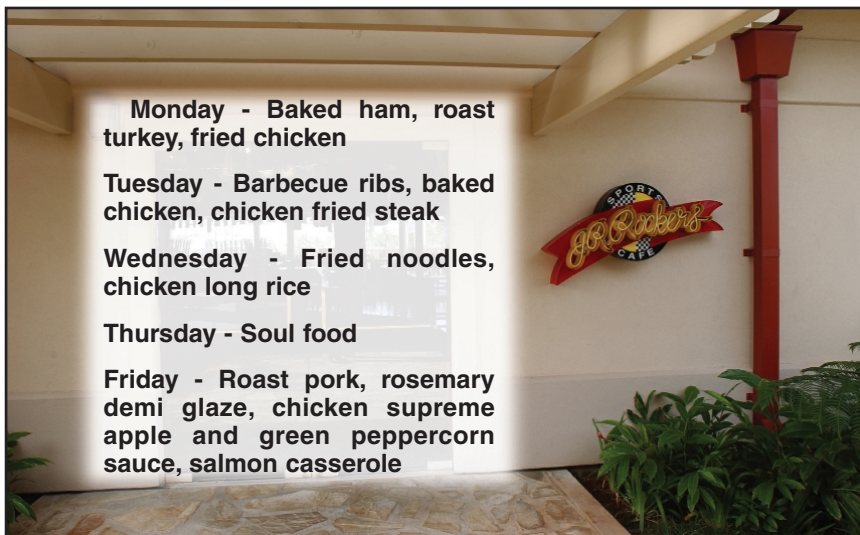 Monday - Baked ham, roast
turkey, fried chicken
Tuesday - Barbecue ribs, baked
chicken, chicken fried steak
Wednesday - Fried noodles,
chicken long rice
Thursday - Soul food
Friday - Roast pork, rosemary
demi glaze, chicken supreme
apple and green peppercorn
sauce, salmon casserole
SPORTS
J.R. Rockers
CAFE